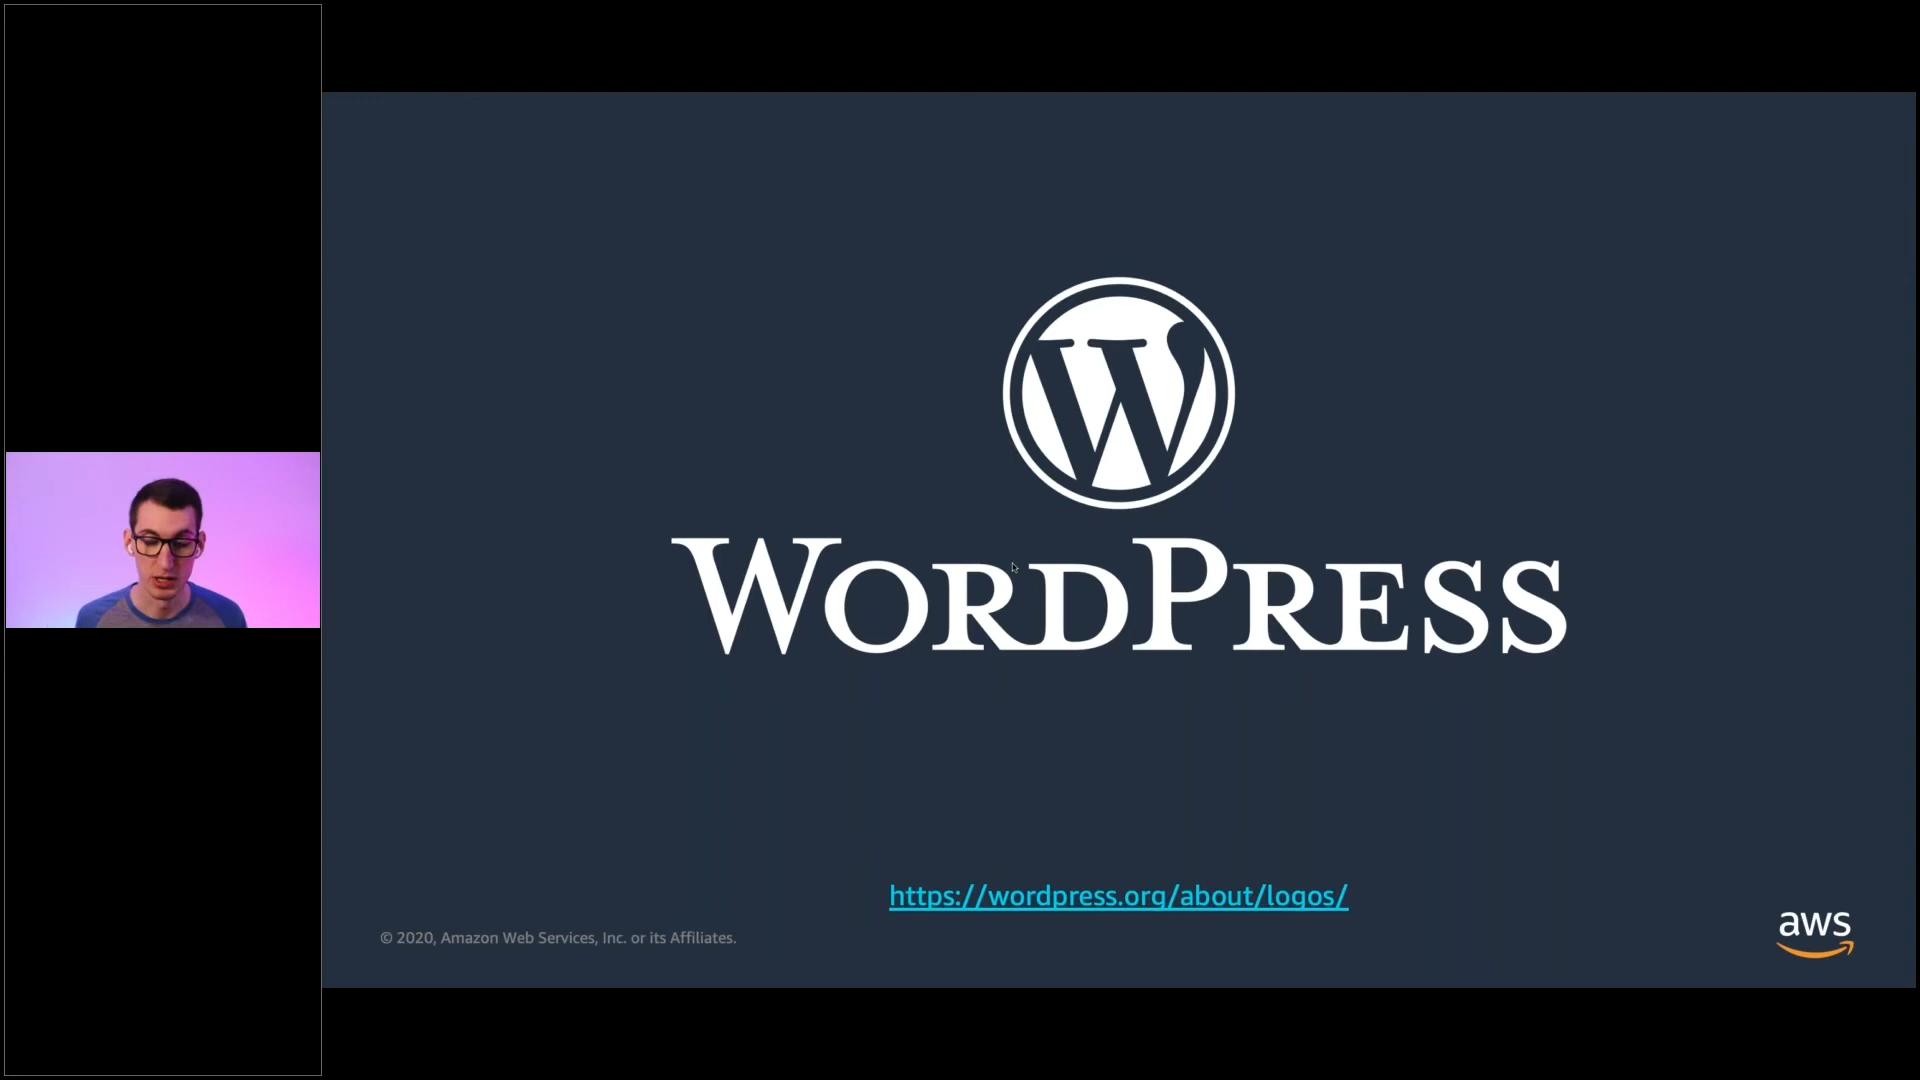 W
WORDPRESS
https://wordpress.org/about/logos/
© 2020, Amazon Web Services, Inc. or its Affiliates.
aws